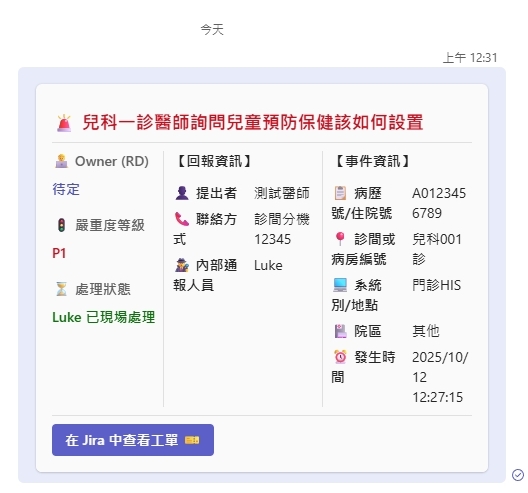 今天
上午 12:31
🚨 兒科一診醫師詢問兒童預防保健該如何設置
Owner (RD)
待定
🚦 嚴重度等級
P1
⏳ 處理狀態
Luke 已現場處理
【回報資訊】
👤 提出者 測試醫師
📞 聯絡方 診間分機
式 12345
🕵️ 內部通 Luke
報人員
【事件資訊】
📋 病歷 A012345
號/住院號 6789
📍 診間或 兒科001
病房編號 診
💻 系統 門診HIS
別/地點
💾 院區 其他
⏰ 發生時 2025/10/
間 12
12:27:15
在 Jira 中查看工單 🎫